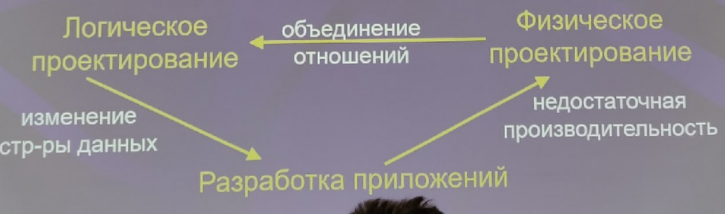 Логическое
проектирование
объединение
отношений
Физическое
проектирование
изменение
стр-ры данных
недостаточная
производительность
Разработка приложений